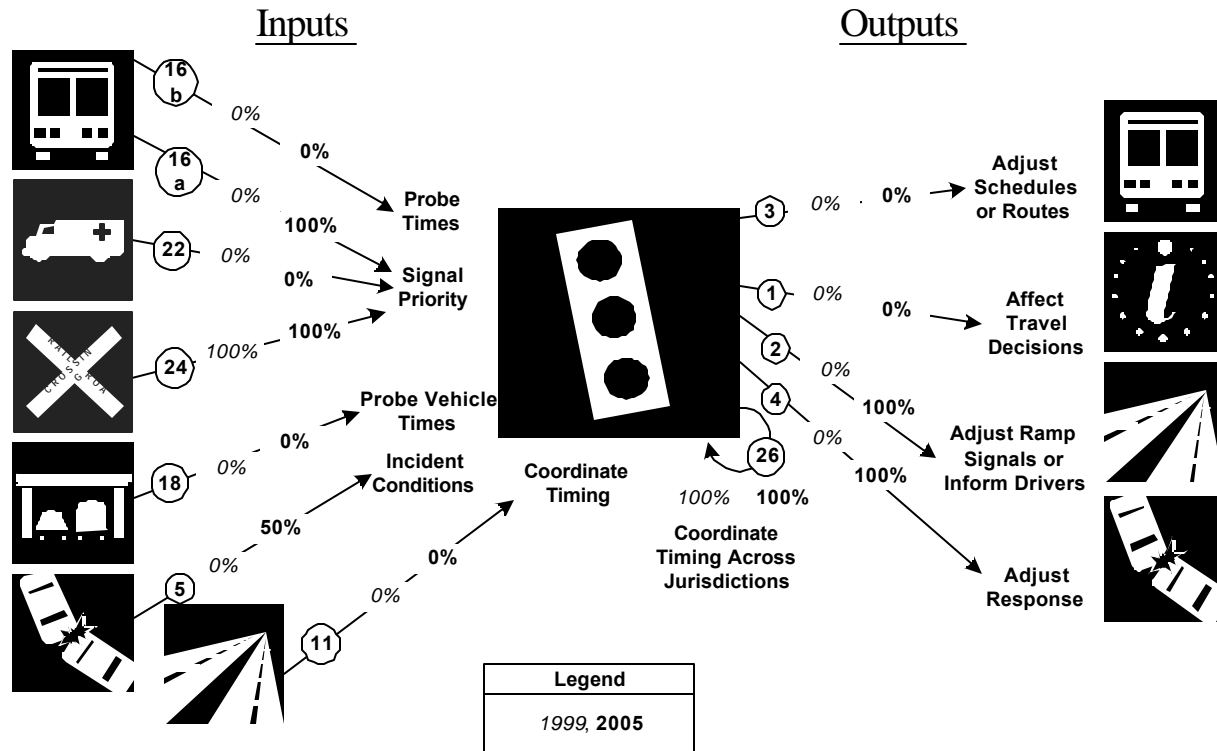 Inputs
Outputs
16
b
0%
0%
Probe
Times
16
a
0%
100%
22
0%
0%
Signal
Priority
RAIL ROA
CROSSIN
G
24
100%
100%
18
0%
0%
Probe Vehicle
Times
5
0%
50%
Incident
Conditions
11
0%
0%
Coordinate
Timing
26
100%
100%
Coordinate
Timing Across
Jurisdictions
3
0%
0%
Adjust
Schedules
or Routes
1
0%
0%
Affect
Travel
Decisions
i
2
0%
100%
Adjust Ramp
Signals or
Inform Drivers
4
0%
100%
Adjust
Response
Legend
1999, 2005